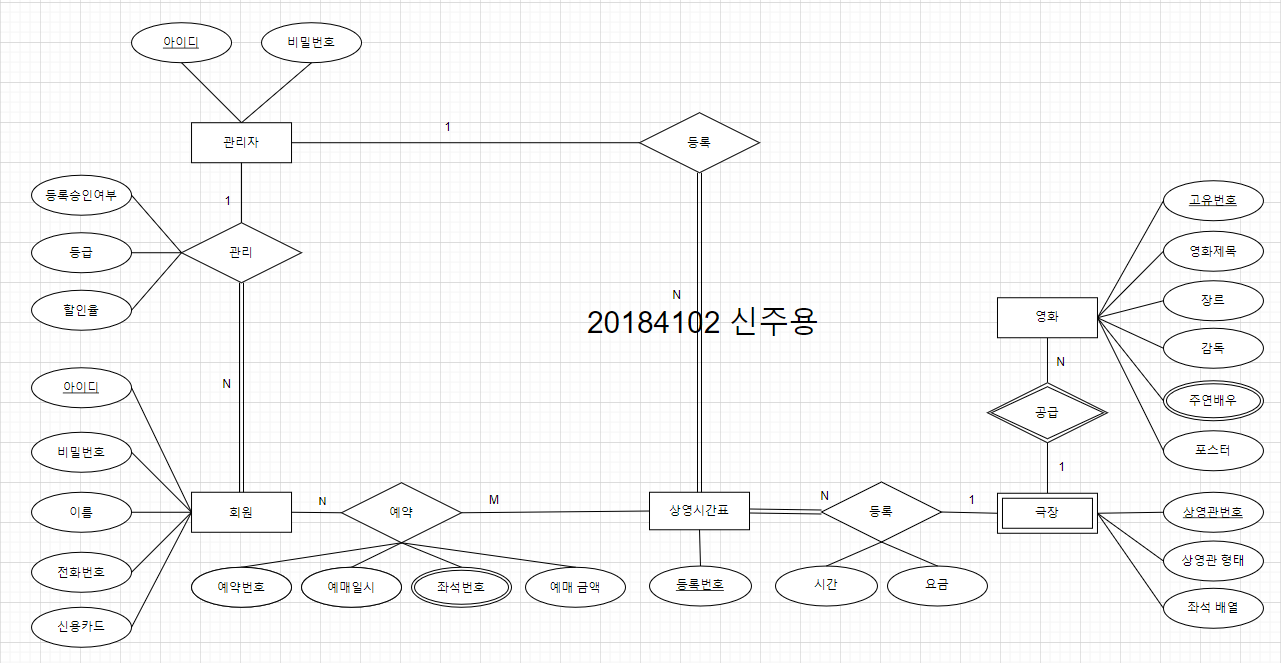 아이디
비밀번호
1
관리자
등록
등록승인여부
1
고유번호
등급
관리
영화제목
할인율
N
장르
20184102 신주용
영화
감독
N
N
아이디
주연배우
공급
비밀번호
포스터
1
N
M
N
1
이름
회원
예약
상영시간표
등록
극장
상영관번호
상영관 형태
전화번호
예약번호
예매일시
좌석번호
예매 금액
등록번호
시간
요금
좌석 배열
신용카드